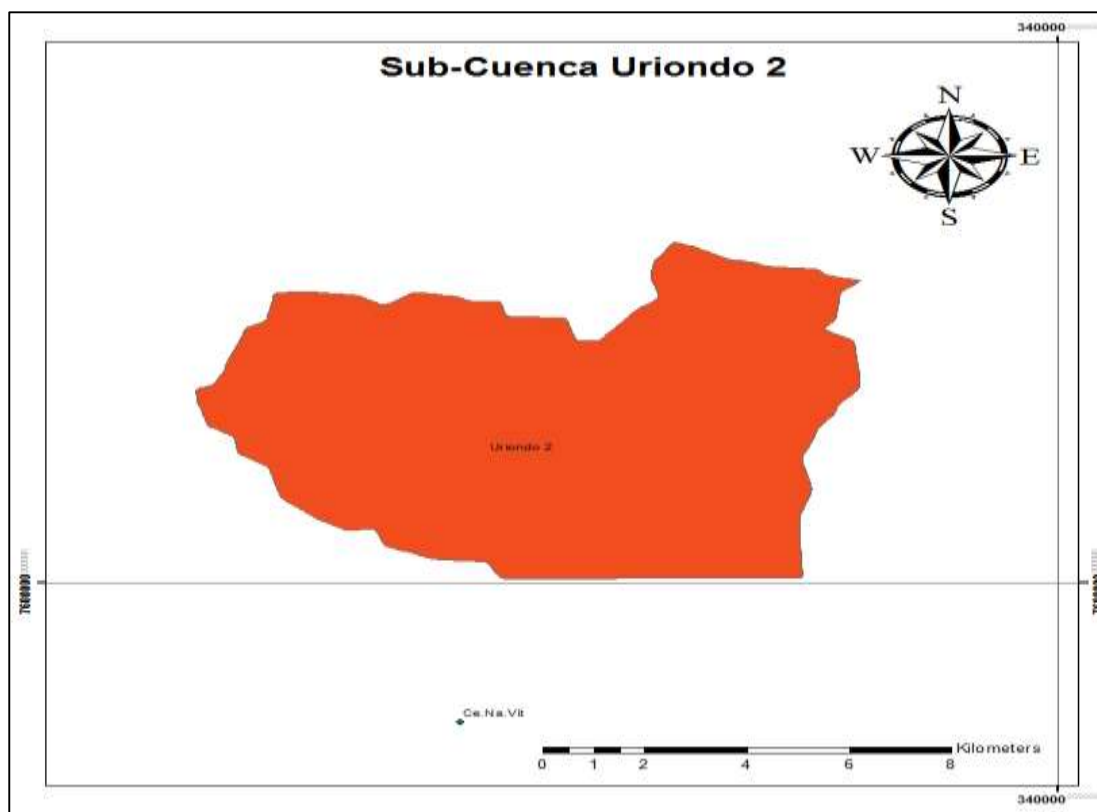 340000
Sub-Cuenca Uriondo 2
N
W E
S
Uriondo 2
Ce.Na.Vit
Kilometers
0 1 2 4 6 8
340000